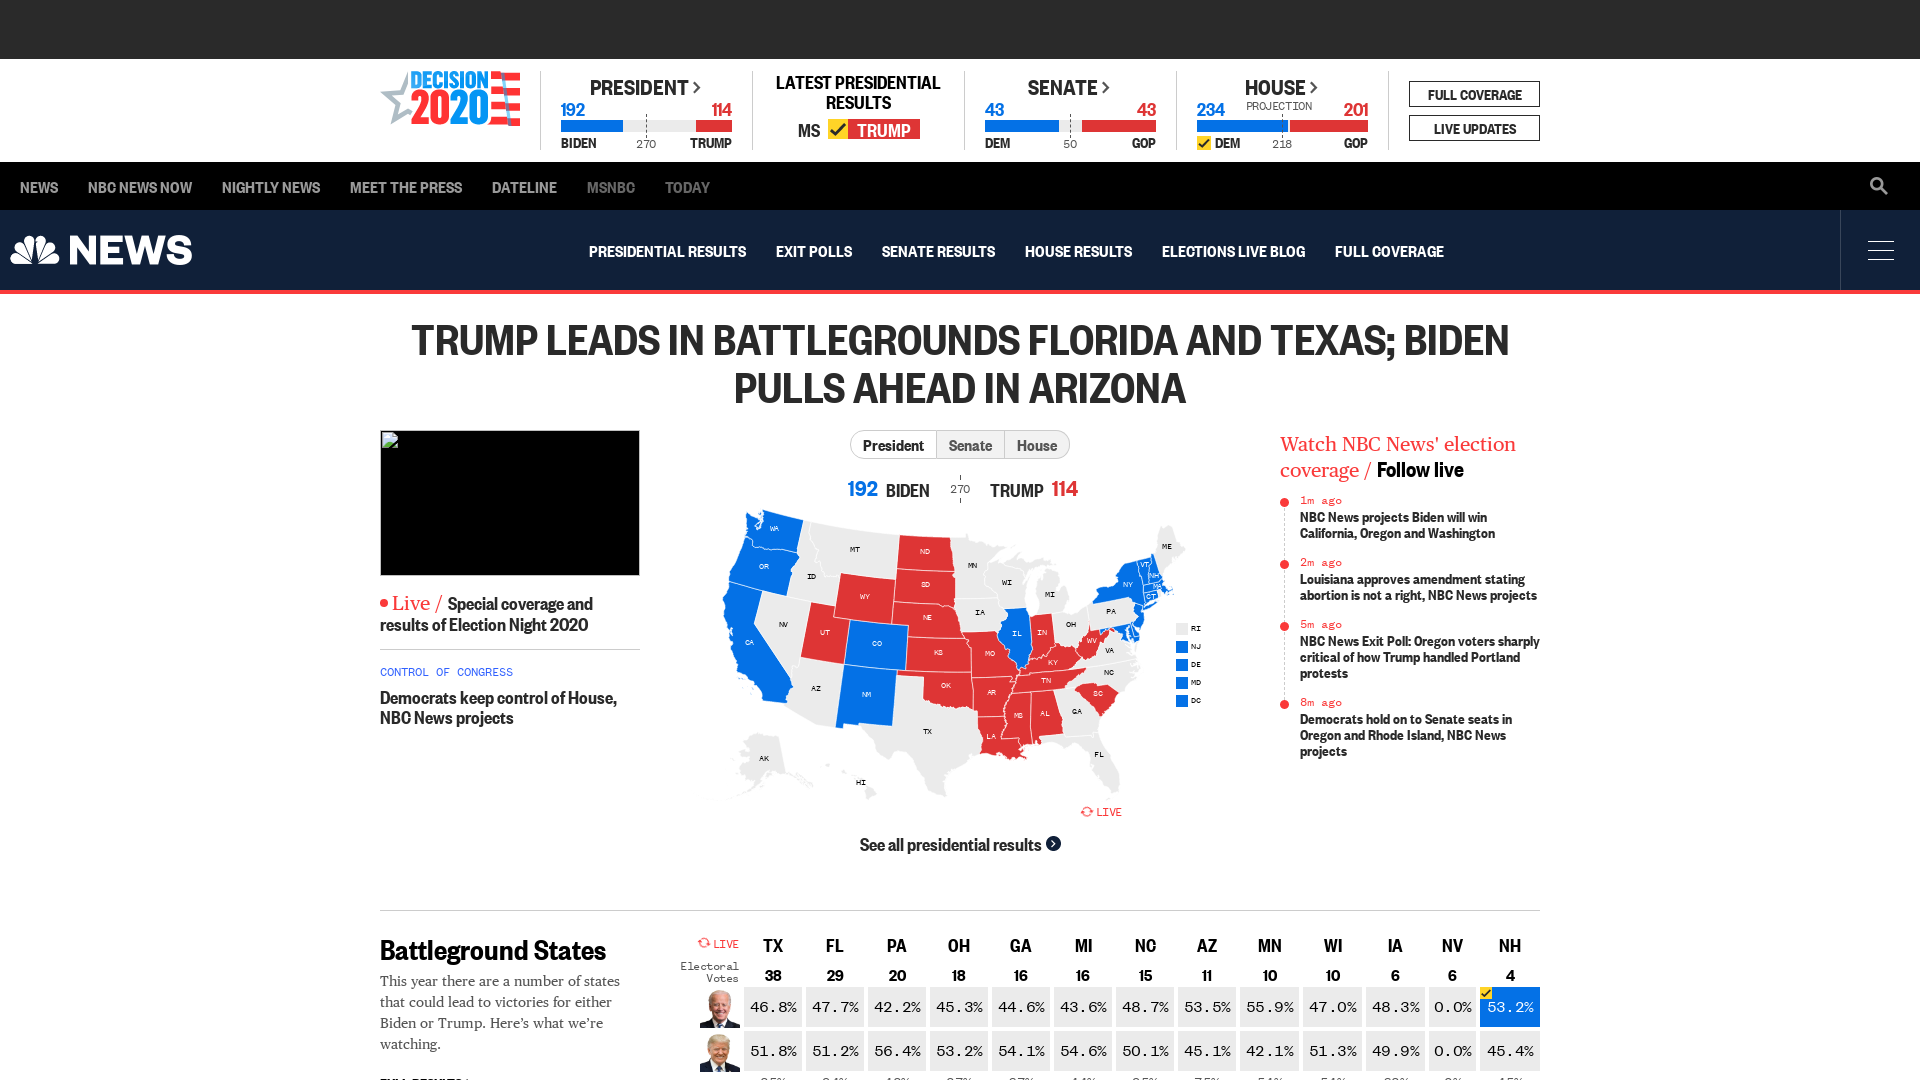 DECISION
2020
PRESIDENT
192 114
BIDEN 270 TRUMP
LATEST PRESIDENTIAL
RESULTS
MS TRUMP
SENATE
43 43
DEM 50 GOP
HOUSE
234 PROJECTION 201
DEM 218 GOP
FULL COVERAGE
LIVE UPDATES
NEWS NBC NEWS NOW NIGHTLY NEWS MEET THE PRESS DATELINE MSNBC TODAY
NEWS
PRESIDENTIAL RESULTS EXIT POLLS SENATE RESULTS HOUSE RESULTS ELECTIONS LIVE BLOG FULL COVERAGE
TRUMP LEADS IN BATTLEGROUNDS FLORIDA AND TEXAS; BIDEN
PULLS AHEAD IN ARIZONA
Live / Special coverage and
results of Election Night 2020
CONTROL OF CONGRESS
Democrats keep control of House,
NBC News projects
President Senate House
192 BIDEN 270 TRUMP 114
WA
OR
CA
ID
NV
MT
WY
UT
AZ
CO
NM
ND
SD
NE
KS
OK
TX
MN
IA
MO
AR
LA
WI
IL
MI
IN
OH
KY
TN
MS
AL
GA
FL
SC
NC
VA
WV
PA
NY
VT
NH
MA
CT
ME
AK
HI
RI
NJ
DE
MD
DC
LIVE
See all presidential results
Watch NBC News' election
coverage / Follow live
1m ago
NBC News projects Biden will win
California, Oregon and Washington
2m ago
Louisiana approves amendment stating
abortion is not a right, NBC News projects
5m ago
NBC News Exit Poll: Oregon voters sharply
critical of how Trump handled Portland
protests
8m ago
Democrats hold on to Senate seats in
Oregon and Rhode Island, NBC News
projects
Battleground States
This year there are a number of states
that could lead to victories for either
Biden or Trump. Here’s what we’re
watching.
LIVE TX FL PA OH GA MI NC AZ MN WI IA NV NH
Electoral
Votes 38 29 20 18 16 16 15 11 10 10 6 6 4
46.8% 47.7% 42.2% 45.3% 44.6% 43.6% 48.7% 53.5% 55.9% 47.0% 48.3% 0.0% 53.2%
51.8% 51.2% 56.4% 53.2% 54.1% 54.6% 50.1% 45.1% 42.1% 51.3% 49.9% 0.0% 45.4%